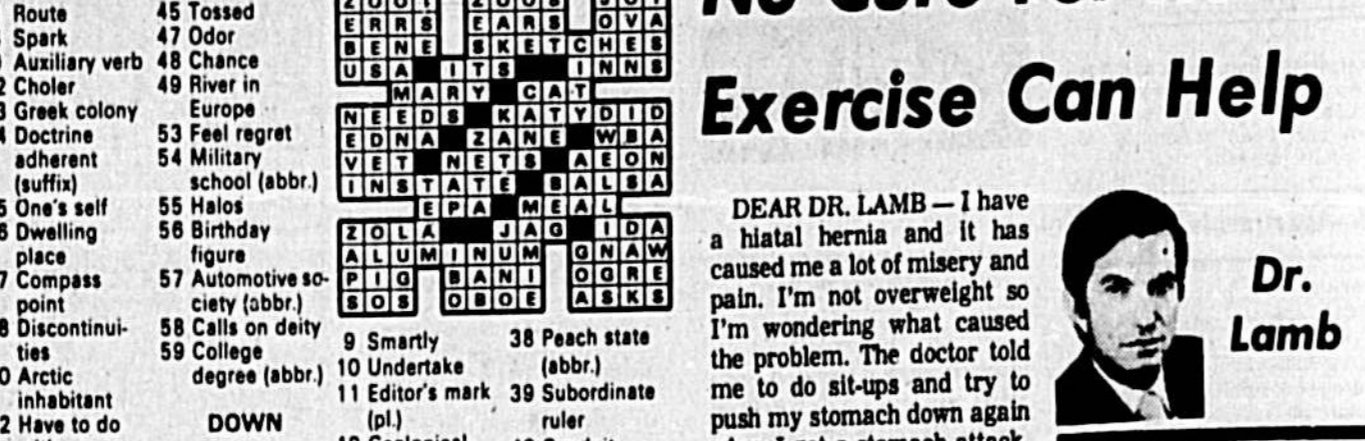 Route
Spark
Auxiliary verb
Choler
Greek colony
Doctrine
adherent
(suffix)
One's self
Dwelling
place
Compass
point
Discontinui-
ties
Arctic
inhabitant
Have to do
45 Tossed
47 Odor
48 Chance
49 River in
Europe
53 Feel regret
54 Military
school (abbr.)
55 Halos
56 Birthday
figure
57 Automotive so-
ciety (abbr.)
58 Calls on deity
59 College
degree (abbr.)
DOWN
ERRS EARS OVA
BENE SKETCHES
USA ITS INNS
MARY CAT
NEEDS KATYDID
EDNA ZANE WBA
VET NETS AEON
INSTATE BALSA
EPA MEAL
ZOLA JAG IDA
ALUMINUM GNAW
PIG BANI OGRE
SOS OBOE ASKS
9 Smartly
10 Undertake
11 Editor's mark
(pl.)
38 Peach state
(abbr.)
39 Subordinate
ruler
Exercise Can Help
DEAR DR. LAMB — I have
a hiatal hernia and it has
caused me a lot of misery and
pain. I'm not overweight so
I'm wondering what caused
the problem. The doctor told
me to do sit-ups and try to
push my stomach down again
Dr.
Lamb